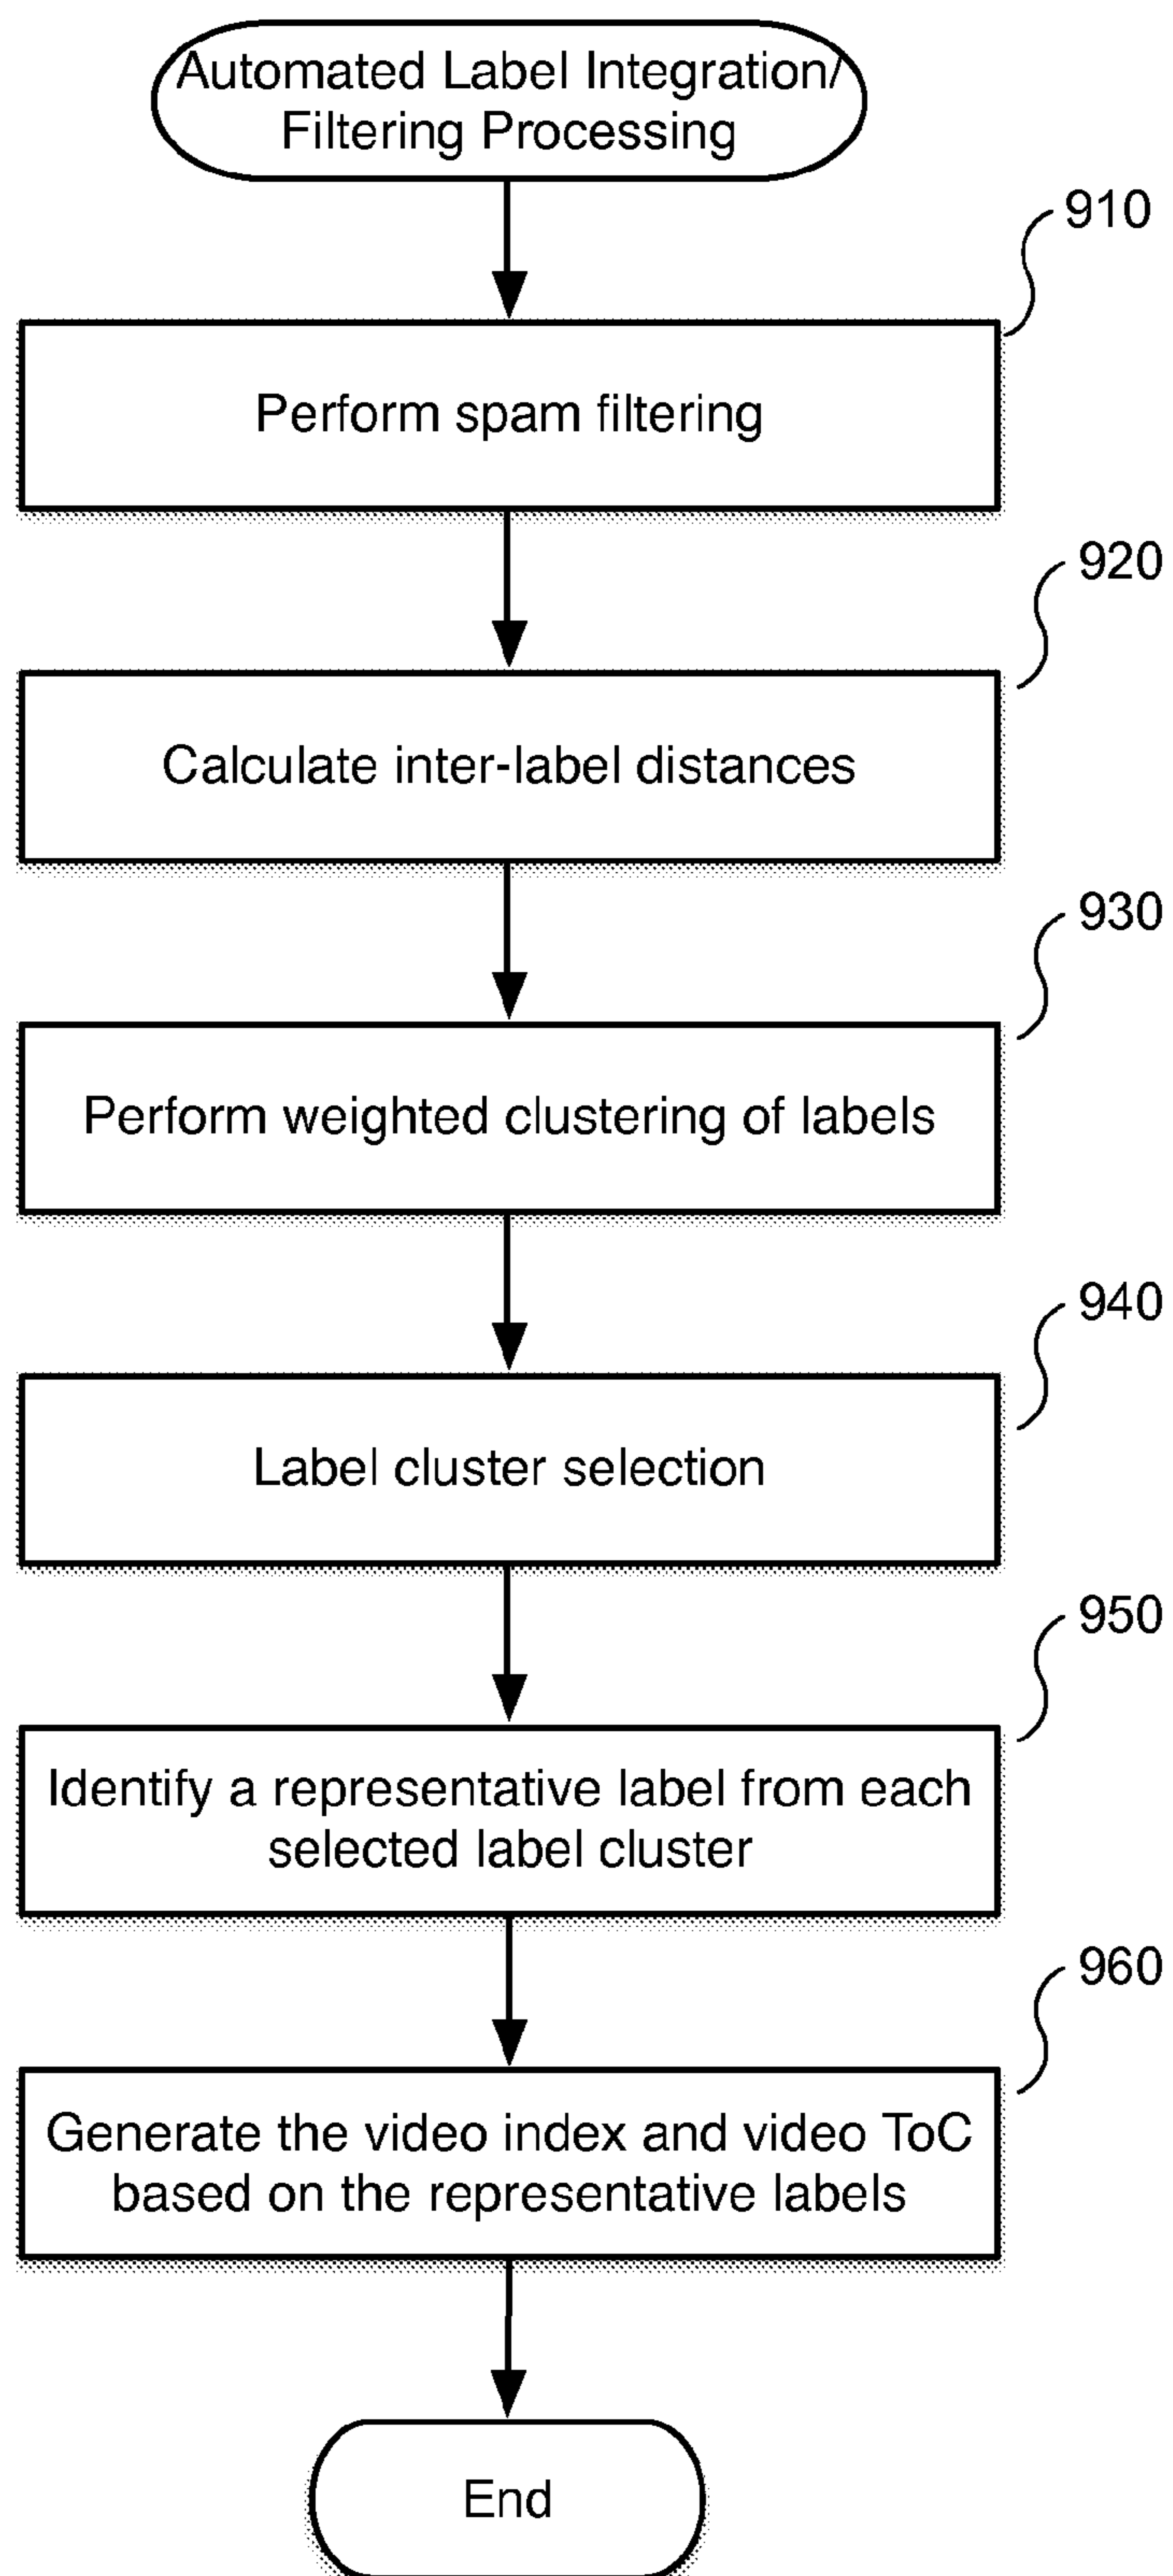 Automated Label Integration/
Filtering Processing
910
Perform spam filtering
920
Calculate inter-label distances
930
Perform weighted clustering of labels
940
Label cluster selection
950
Identify a representative label from each
selected label cluster
960
Generate the video index and video ToC
based on the representative labels
End